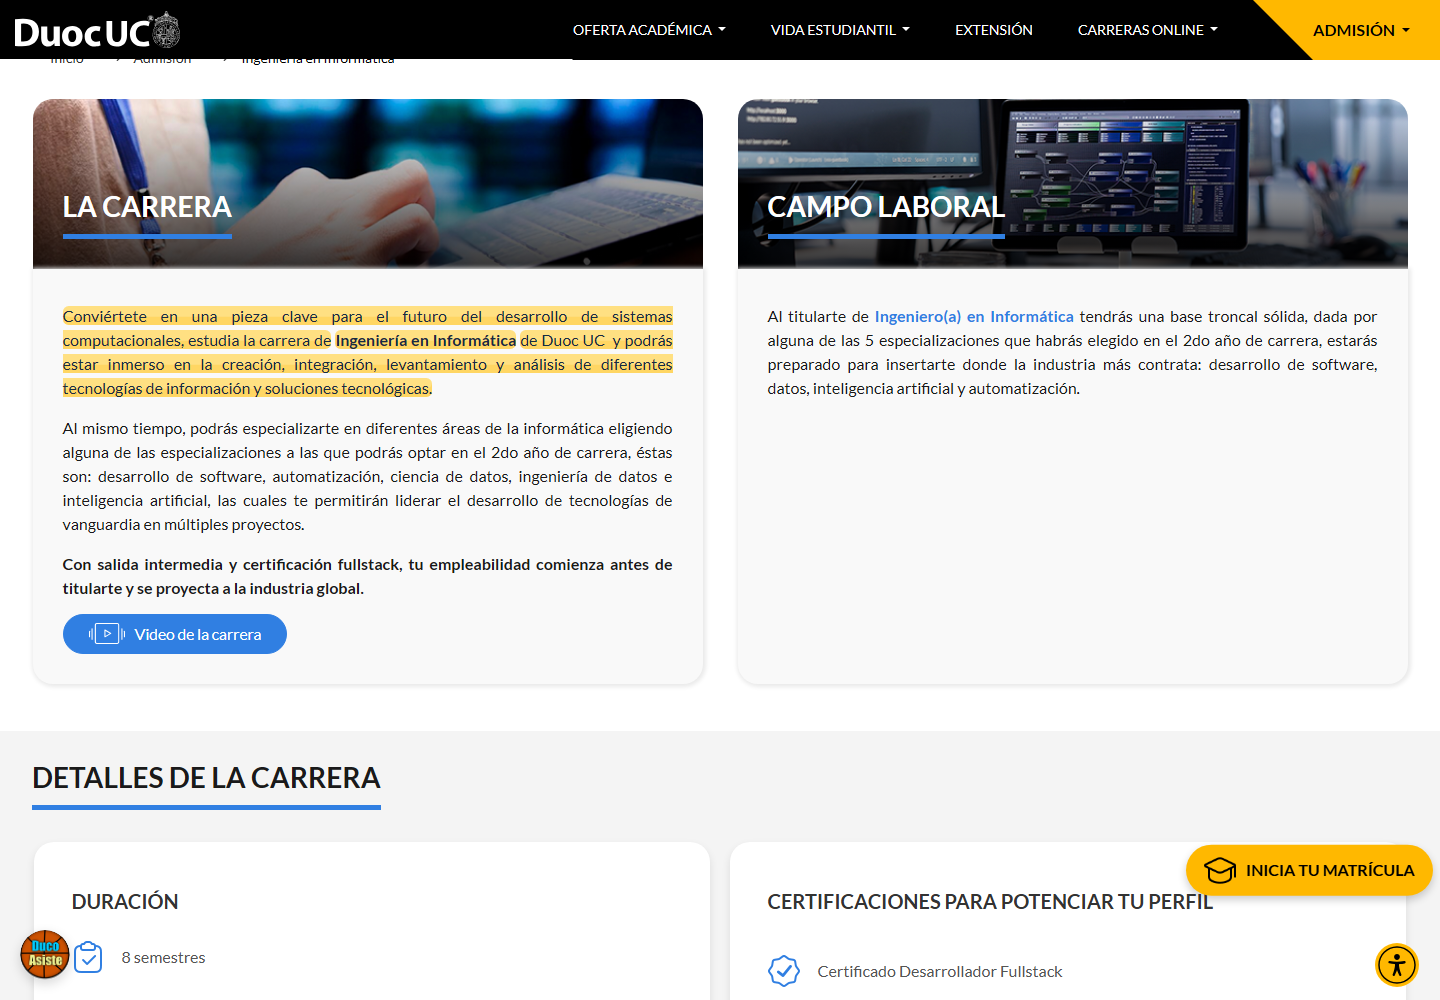 Duoc UC
OFERTA ACADÉMICA
VIDA ESTUDIANTIL
EXTENSIÓN
CARRERAS ONLINE
ADMISIÓN
Inicio
Admisión
Ingeniería en Informática
LA CARRERA
Conviértete en una pieza clave para el futuro del desarrollo de sistemas
computacionales, estudia la carrera de Ingeniería en Informática de Duoc UC y podrás
estar inmerso en la creación, integración, levantamiento y análisis de diferentes
tecnologías de información y soluciones tecnológicas.
Al mismo tiempo, podrás especializarte en diferentes áreas de la informática eligiendo
alguna de las especializaciones a las que podrás optar en el 2do año de carrera, éstas
son: desarrollo de software, automatización, ciencia de datos, ingeniería de datos e
inteligencia artificial, las cuales te permitirán liderar el desarrollo de tecnologías de
vanguardia en múltiples proyectos.
Con salida intermedia y certificación fullstack, tu empleabilidad comienza antes de
titularte y se proyecta a la industria global.
Video de la carrera
CAMPO LABORAL
Al titularte de Ingeniero(a) en Informática tendrás una base troncal sólida, dada por
alguna de las 5 especializaciones que habrás elegido en el 2do año de carrera, estarás
preparado para insertarte donde la industria más contrata: desarrollo de software,
datos, inteligencia artificial y automatización.
DETALLES DE LA CARRERA
DURACIÓN
8 semestres
CERTIFICACIONES PARA POTENCIAR TU PERFIL
Certificado Desarrollador Fullstack
INICIA TU MATRÍCULA
Duco
Asiste